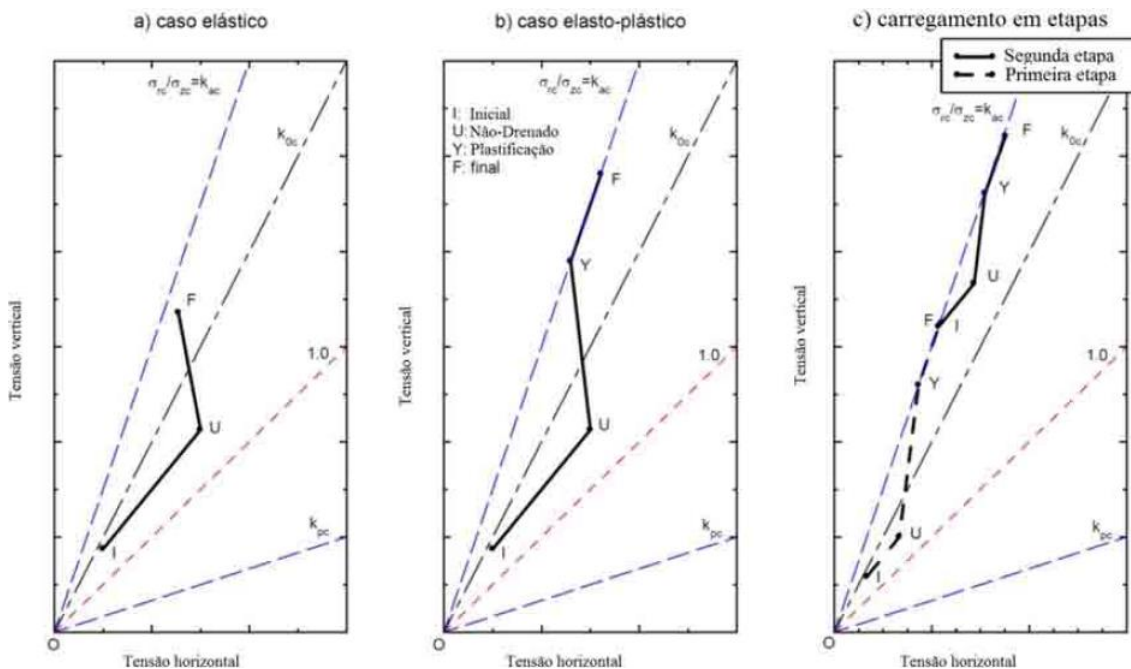 a) caso elástico
σrc/σzc=kac
k0c
F
Tensão vertical
1.0
U
I
kpc
O
Tensão horizontal
b) caso elasto-plástico
σrc/σzc=kac
I: Inicial
U: Não-Drenado
Y: Plastificação
F: final
k0c
F
Y
Tensão vertical
1.0
U
I
kpc
O
Tensão horizontal
c) carregamento em etapas
Segunda etapa
Primeira etapa
σrc/σzc=kac
F
k0c
Y
U
F
I
Tensão vertical
1.0
Y
U
I
kpc
O
Tensão horizontal